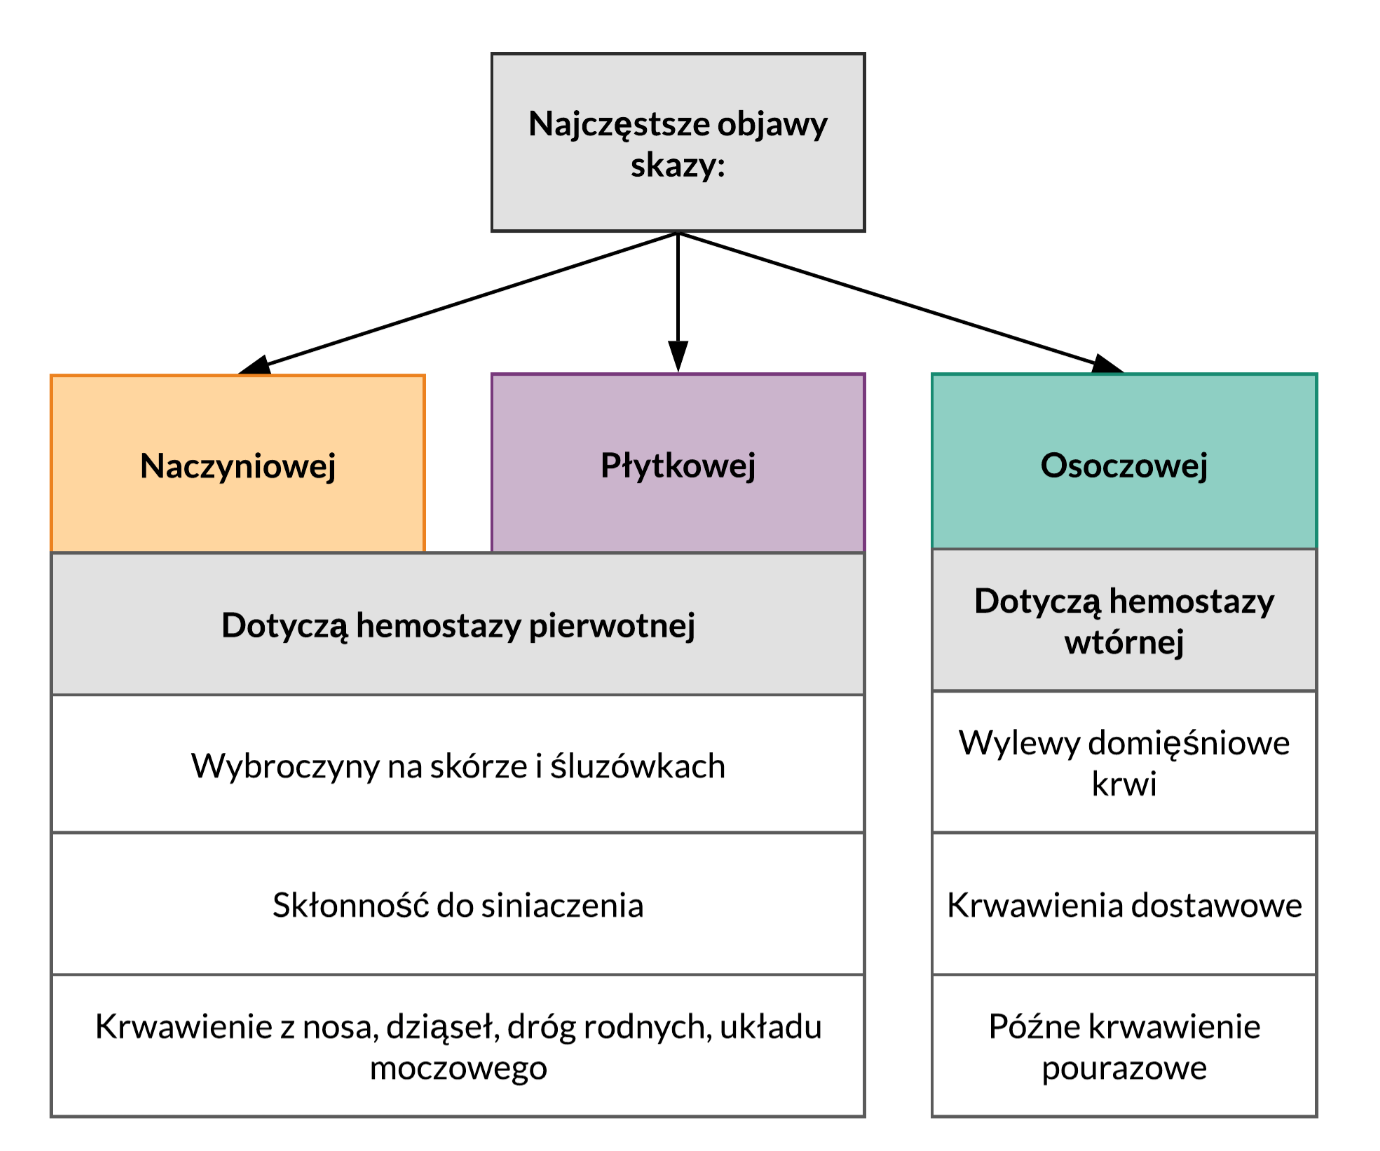 Najczęstsze objawy
skazy:
Naczyniowej
Płytkowej
Osoczowej
Dotyczą hemostazy pierwotnej
Wybroczyny na skórze i śluzówkach
Skłonność do siniaczenia
Krwawienie z nosa, dziąseł, dróg rodnych, układu
moczowego
Dotyczą hemostazy
wtórnej
Wylewy domięśniowe
krwi
Krwawienia dostawowe
Późne krwawienie
pourazowe